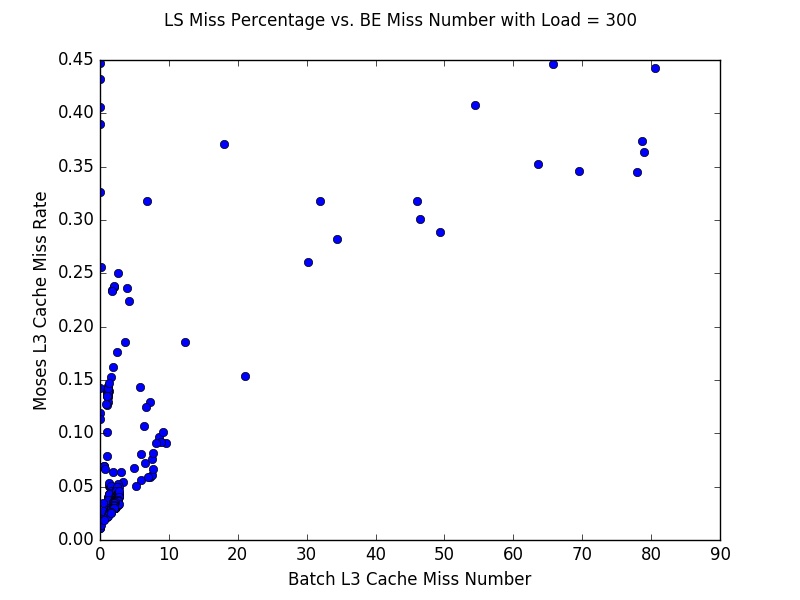 LS Miss Percentage vs. BE Miss Number with Load = 300
0.45
0.40
0.35
0.30
0.25
0.20
0.15
0.10
0.05
0.00
Moses L3 Cache Miss Rate
0 10 20 30 40 50 60 70 80 90
Batch L3 Cache Miss Number